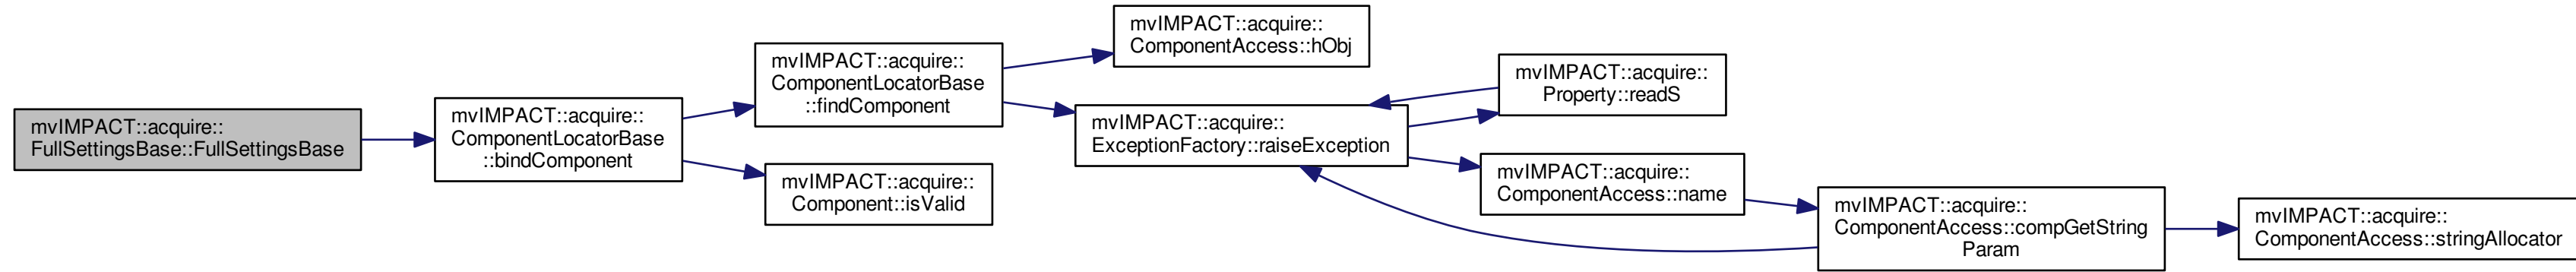 mvIMPACT::acquire::
FullSettingsBase::FullSettingsBase
mvIMPACT::acquire::
ComponentLocatorBase
::bindComponent
mvIMPACT::acquire::
ComponentLocatorBase
::findComponent
mvIMPACT::acquire::
Component::isValid
mvIMPACT::acquire::
ComponentAccess::hObj
mvIMPACT::acquire::
ExceptionFactory::raiseException
mvIMPACT::acquire::
Property::readS
mvIMPACT::acquire::
ComponentAccess::name
mvIMPACT::acquire::
ComponentAccess::compGetString
Param
mvIMPACT::acquire::
ComponentAccess::stringAllocator